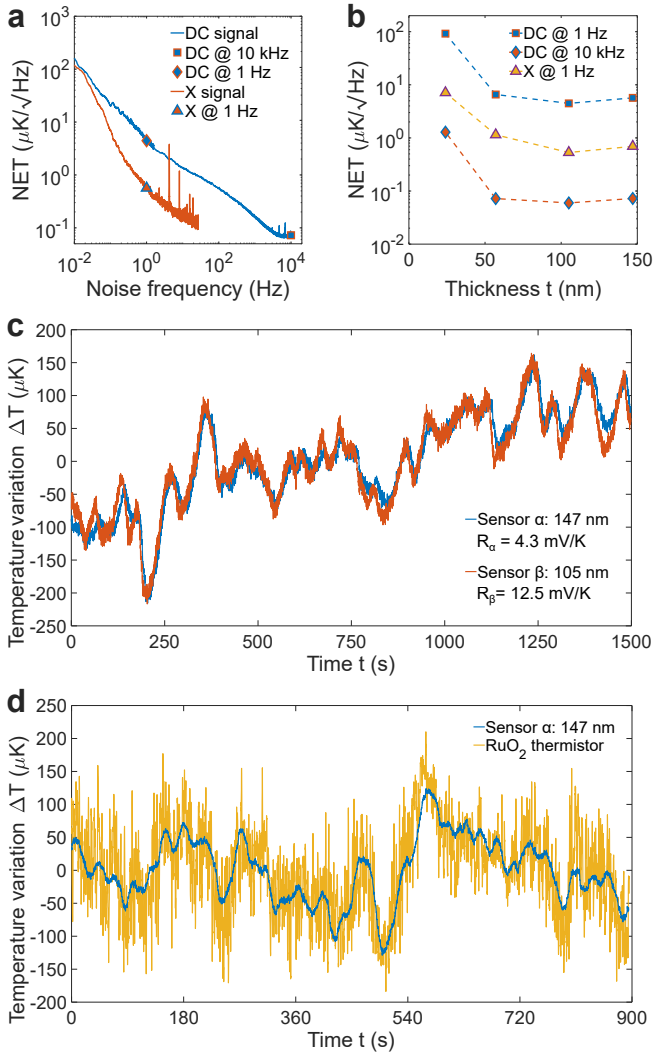 a
NET (μK/√Hz)
10³
10²
10¹
10⁰
10⁻¹
DC signal
DC @ 10 kHz
DC @ 1 Hz
X signal
X @ 1 Hz
10⁻² 10⁰ 10² 10⁴
Noise frequency (Hz)
b
NET (μK/√Hz)
10²
10¹
10⁰
10⁻¹
10⁻²
DC @ 1 Hz
DC @ 10 kHz
X @ 1 Hz
0 50 100 150
Thickness t (nm)
c
Temperature variation ΔT (μK)
200
150
100
50
0
-50
-100
-150
-200
-250
Sensor α: 147 nm
R_α = 4.3 mV/K
Sensor β: 105 nm
R_β= 12.5 mV/K
0 250 500 750 1000 1250 1500
Time t (s)
d
Temperature variation ΔT (μK)
250
200
150
100
50
0
-50
-100
-150
-200
Sensor α: 147 nm
RuO₂ thermistor
0 180 360 540 720 900
Time t (s)